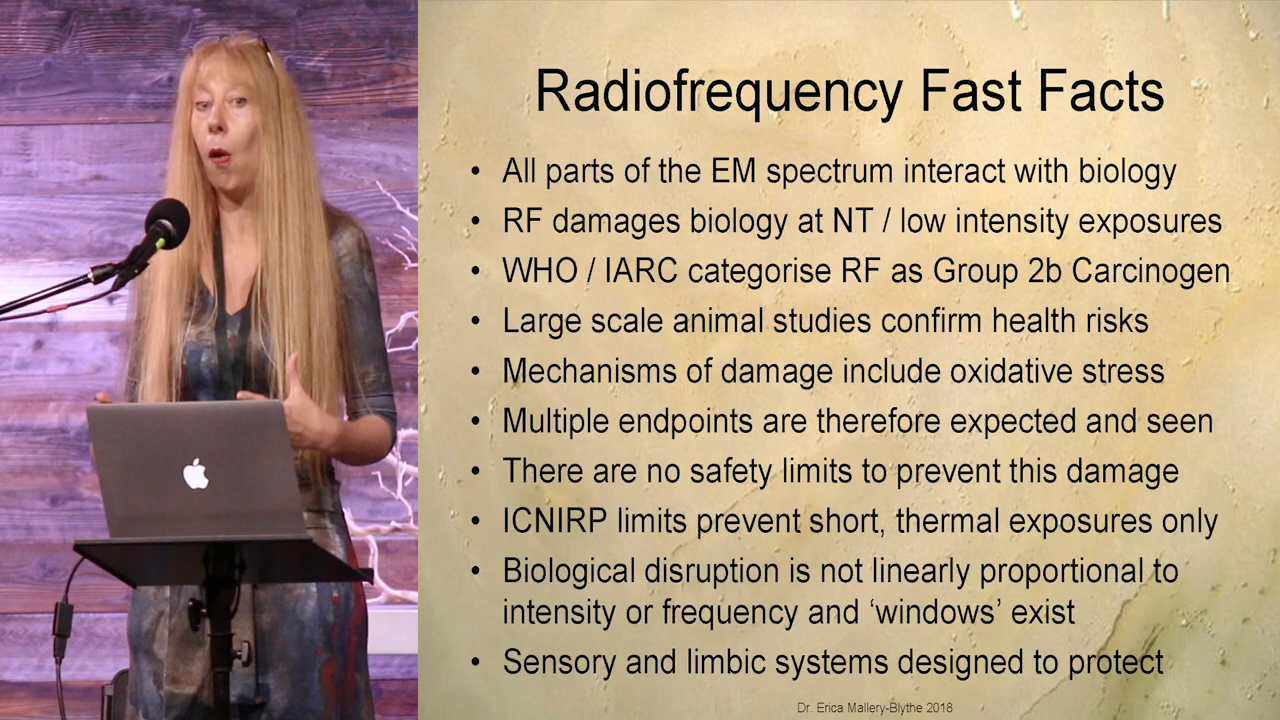 Radiofrequency Fast Facts
• All parts of the EM spectrum interact with biology
• RF damages biology at NT / low intensity exposures
• WHO / IARC categorise RF as Group 2b Carcinogen
• Large scale animal studies confirm health risks
• Mechanisms of damage include oxidative stress
• Multiple endpoints are therefore expected and seen
• There are no safety limits to prevent this damage
• ICNIRP limits prevent short, thermal exposures only
• Biological disruption is not linearly proportional to
intensity or frequency and ‘windows’ exist
• Sensory and limbic systems designed to protect
Dr. Erica Mallery-Blythe 2018